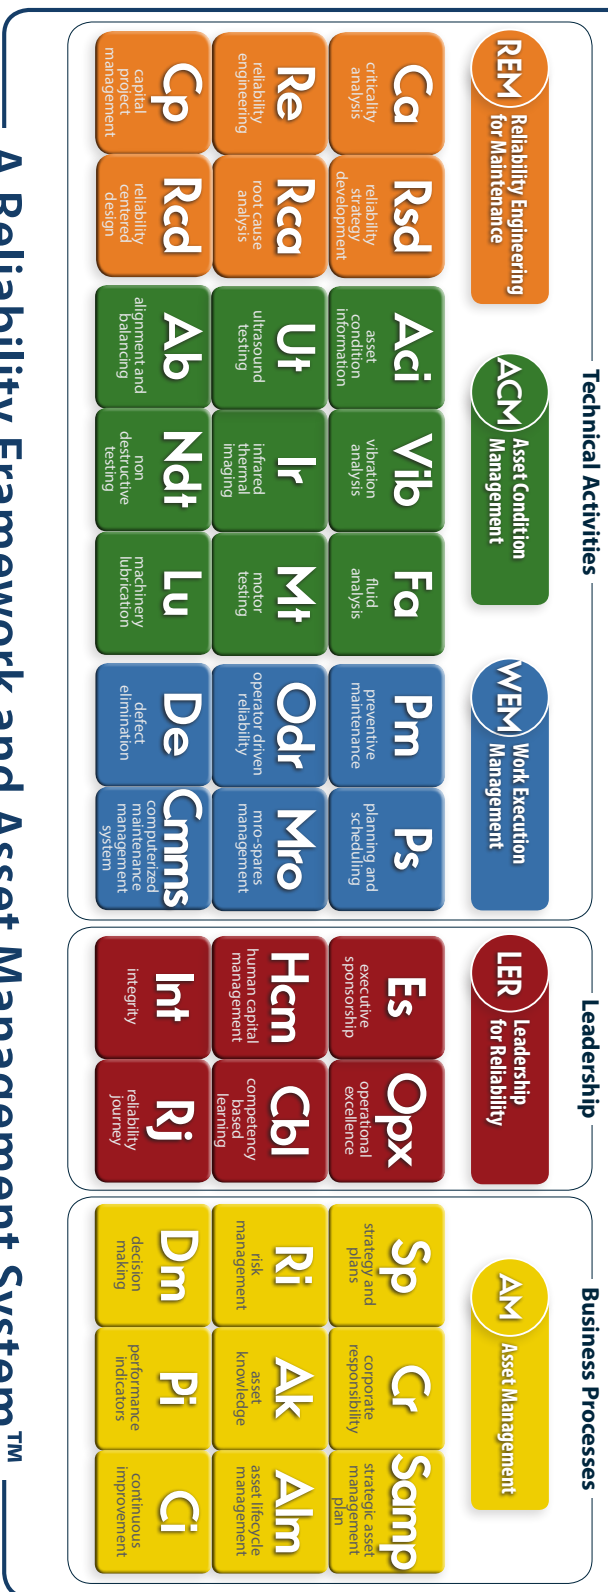 Technical Activities
Leadership
Business Processes
REM
Reliability Engineering
for Maintenance
ACM
Asset Condition
Management
WEM
Work Execution
Management
LER
Leadership
for Reliability
AM
Asset Management
Ca
criticality
analysis
Rsd
reliability
strategy
development
Re
reliability
engineering
Rca
root cause
analysis
Cp
capital
project
management
Rcd
reliability
centered
design
Aci
asset
condition
information
Vib
vibration
analysis
Fa
fluid
analysis
Ut
ultrasound
testing
Ir
infrared
thermal
imaging
Mt
motor
testing
Ab
alignment and
balancing
Ndt
non
destructive
testing
Lu
machinery
lubrication
Pm
preventive
maintenance
Ps
planning and
scheduling
Odr
operator driven
reliability
Mro
mro-spares
management
De
defect
elimination
Cmms
computerized
maintenance
management
system
Es
executive
sponsorship
Opx
operational
excellence
Hcm
human capital
management
Cbl
competency
based
learning
Int
integrity
Rj
reliability
journey
Sp
strategy and
plans
Cr
corporate
responsibility
Samp
strategic asset
management
plan
Ri
risk
management
Ak
asset
knowledge
Alm
asset lifecycle
management
Dm
decision
making
Pi
performance
indicators
Ci
continuous
improvement
A Reliability Framework and Asset Management System™